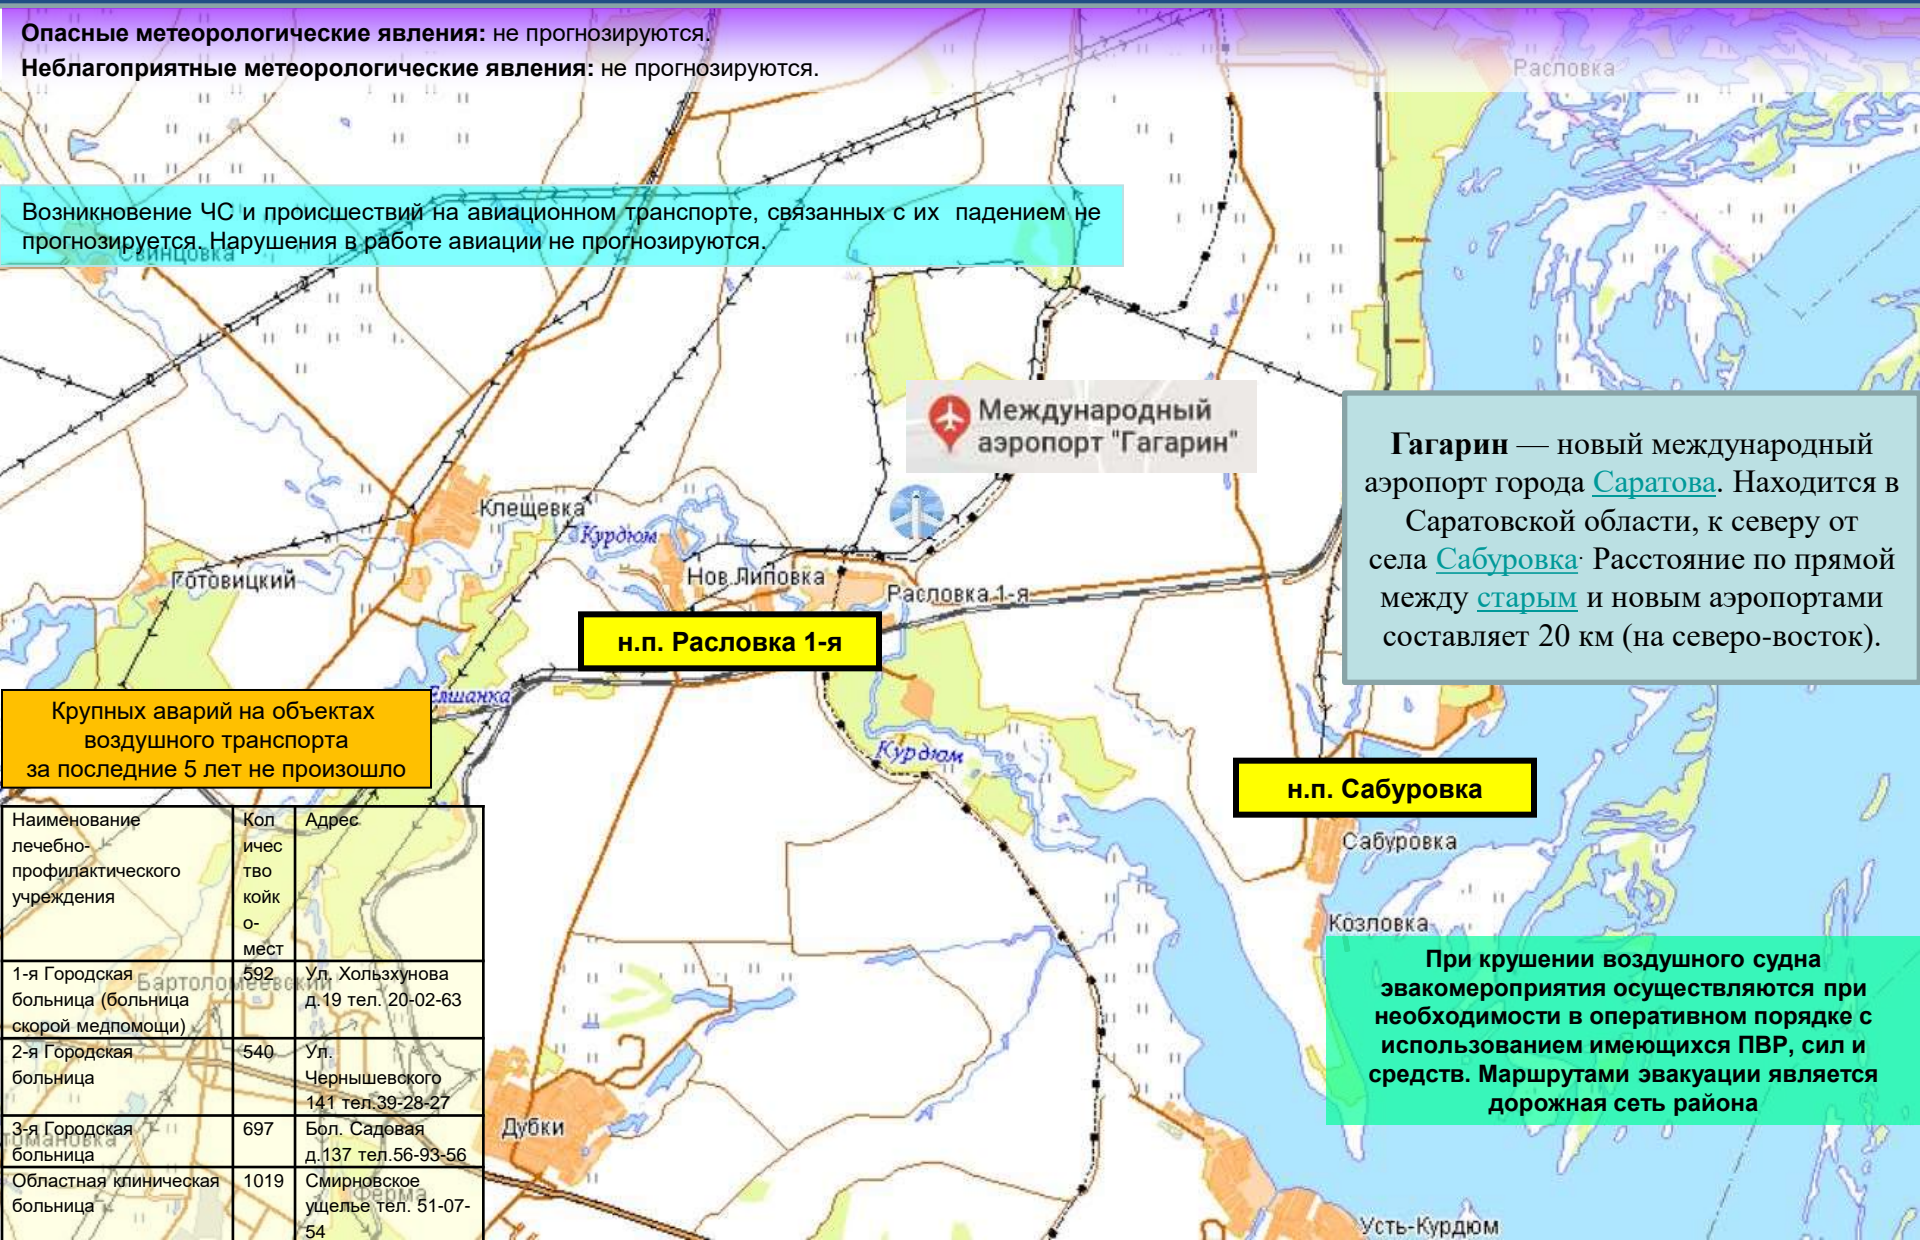 Опасные метеорологические явления: не прогнозируются.
Неблагоприятные метеорологические явления: не прогнозируются.
Расловка
Возникновение ЧС и происшествий на авиационном транспорте, связанных с их падением не
прогнозируется. Нарушения в работе авиации не прогнозируются.
Свинцовка
Международный
аэропорт "Гагарин"
Гагарин — новый международный
аэропорт города Саратова. Находится в
Саратовской области, к северу от
села Сабуровка. Расстояние по прямой
между старым и новым аэропортами
составляет 20 км (на северо-восток).
Клещевка
Курдюм
Готовицкий
Нов.Липовка
Расловка 1-я
н.п. Расловка 1-я
Елшанка
Крупных аварий на объектах
воздушного транспорта
за последние 5 лет не произошло
Курдюм
н.п. Сабуровка
Сабуровка
Козловка
Наименование
лечебно-
профилактического
учреждения
Кол
ичес
тво
койк
о-
мест
Адрес
1-я Городская
больница (больница
скорой медпомощи)
592
Ул. Хользхунова
д.19 тел. 20-02-63
Бартоломеевский
2-я Городская
больница
540
Ул.
Чернышевского
141 тел.39-28-27
3-я Городская
больница
697
Бол. Садовая
д.137 тел.56-93-56
Областная клиническая
больница
1019
Смирновское
ущелье тел. 51-07-
54
Ферма
Дубки
При крушении воздушного судна
эвакомероприятия осуществляются при
необходимости в оперативном порядке с
использованием имеющихся ПВР, сил и
средств. Маршрутами эвакуации является
дорожная сеть района
Усть-Курдюм